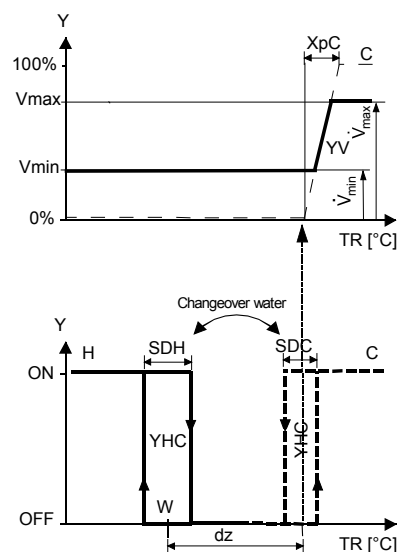 Y
XpC
C
100%
Vmax
YV
V̇max
Vmin
V̇min
0%
TR [°C]
Changeover water
Y
H
SDH
SDC
C
ON
YHC
YHC
W
OFF
dz
TR [°C]